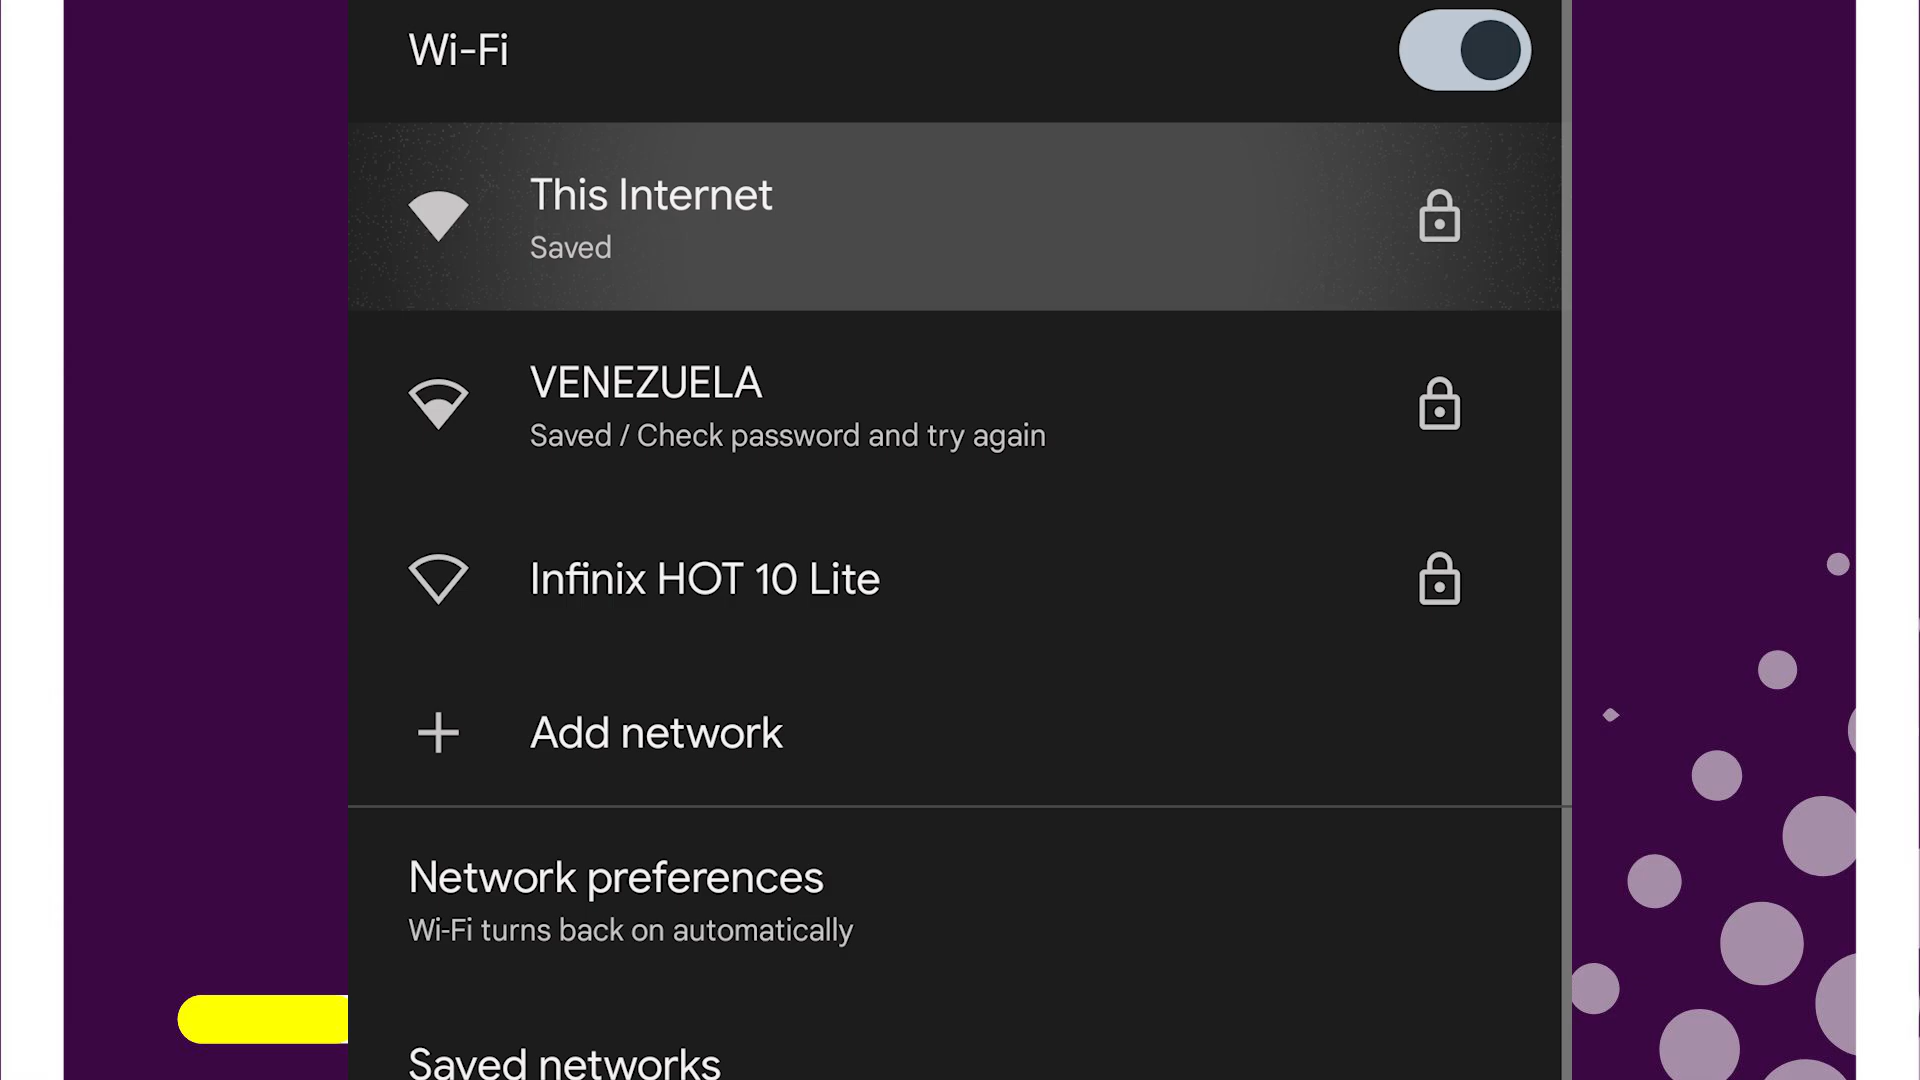 Wi-Fi
This Internet
Saved
VENEZUELA
Saved / Check password and try again
Infinix HOT 10 Lite
Add network
Network preferences
Wi-Fi turns back on automatically
Saved networks